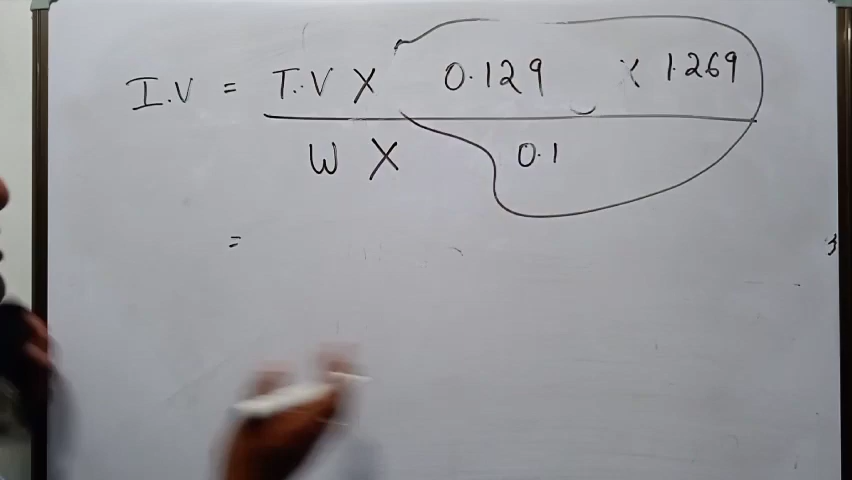 I.V = T.V X 0.129 X 1.269
W X 0.1
=